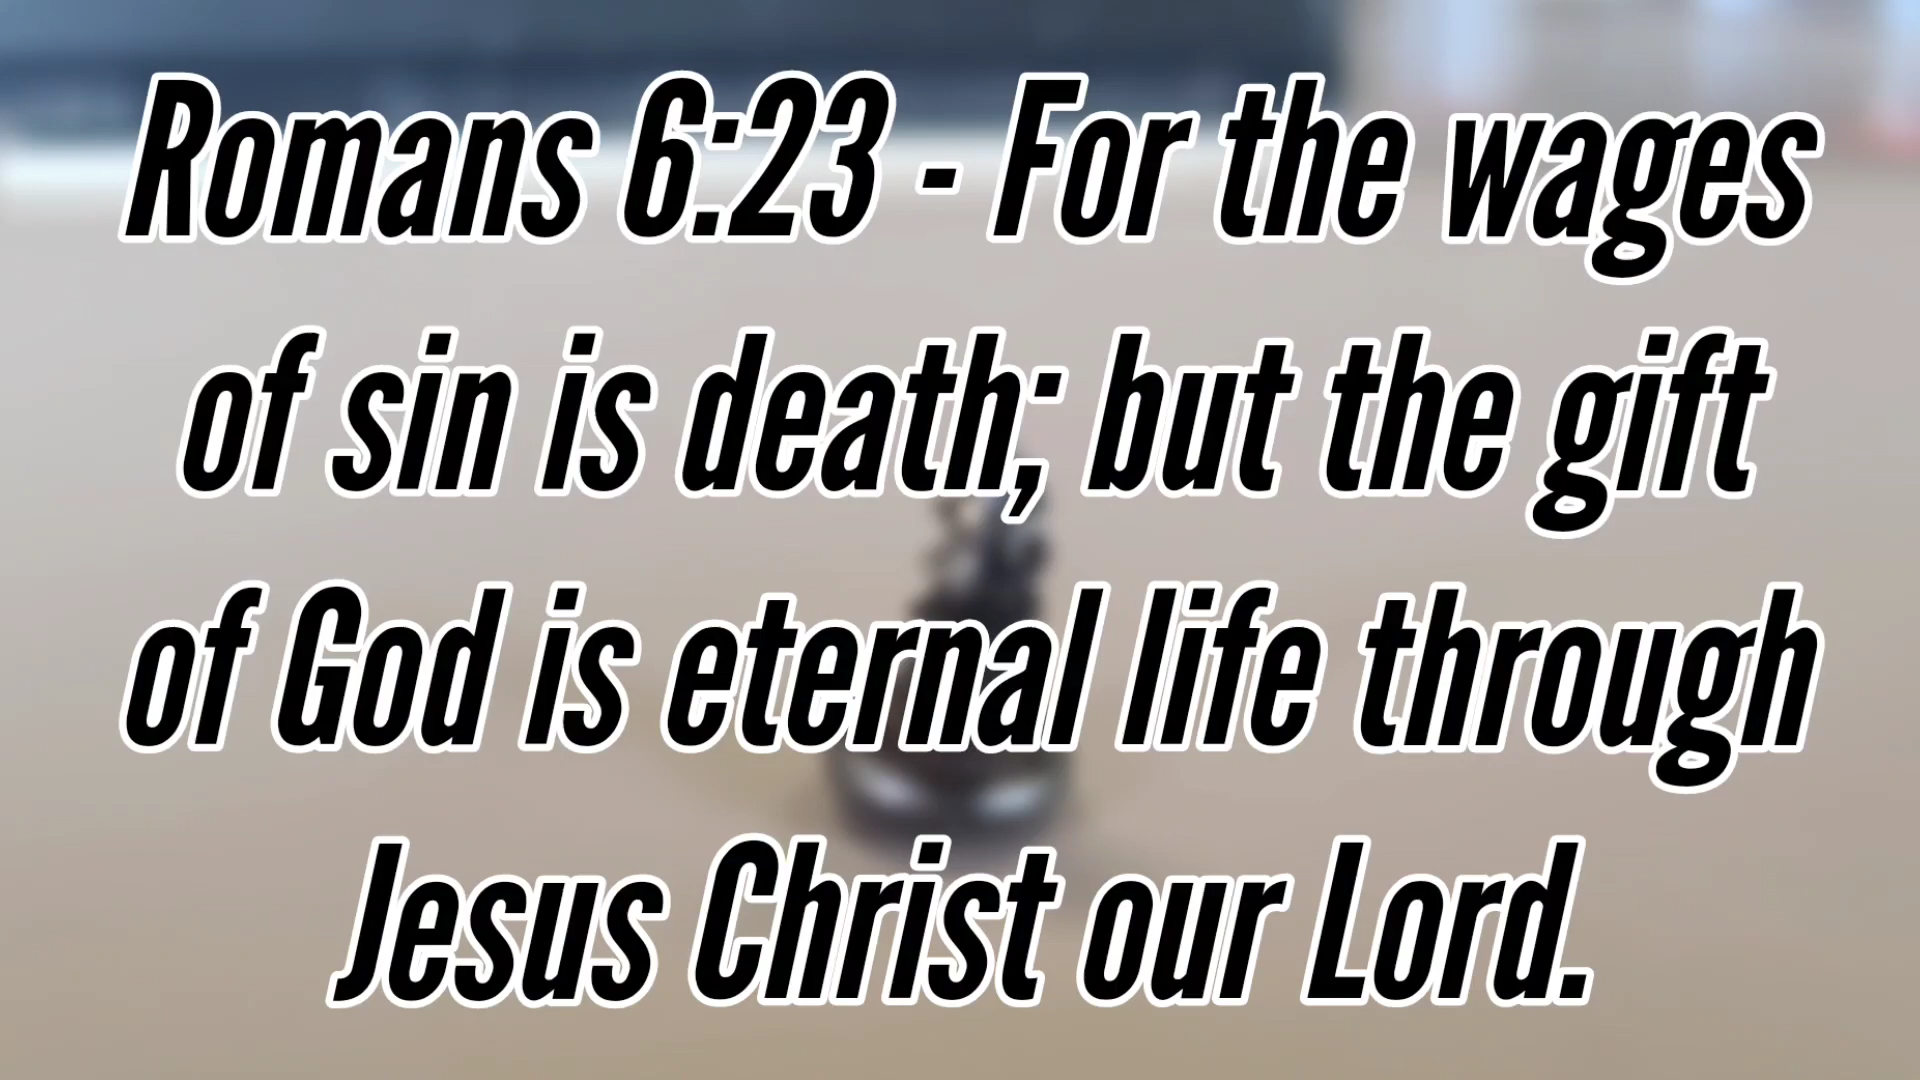 Romans 6:23 - For the wages
of sin is death; but the gift
of God is eternal life through
Jesus Christ our Lord.